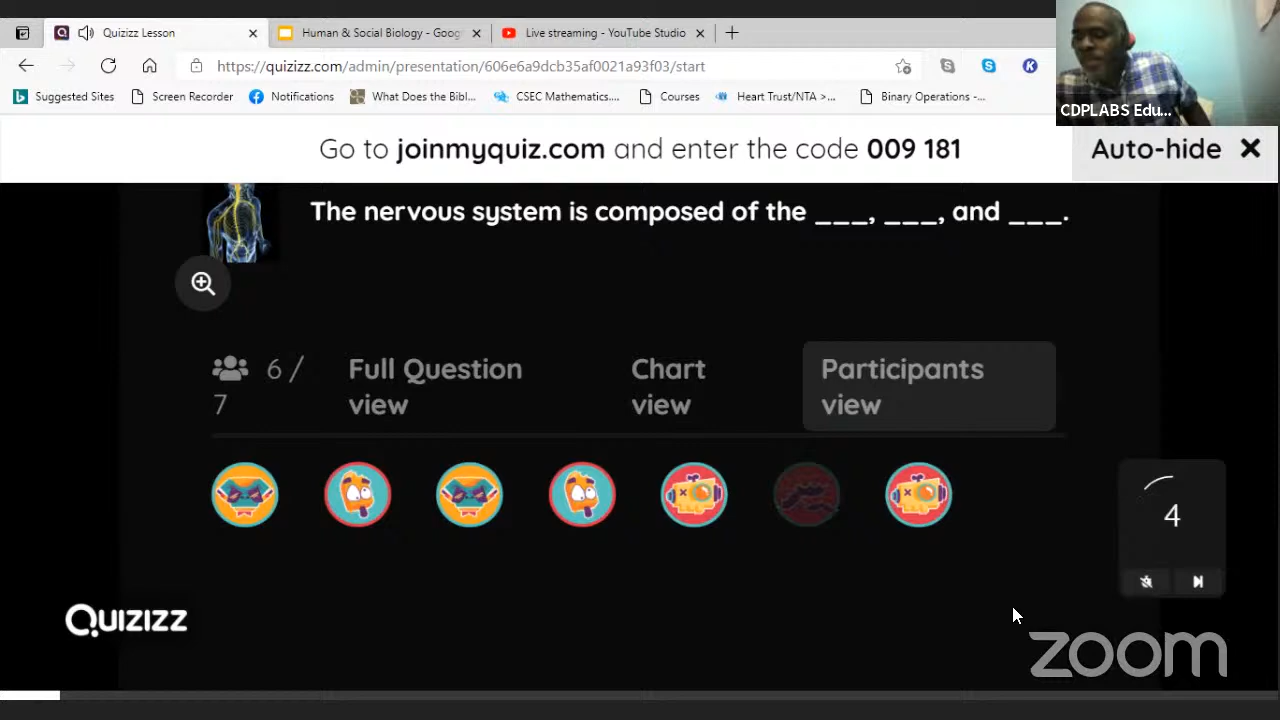 Quizizz Lesson
Human & Social Biology - Goog
Live streaming - YouTube Studio
https://quizizz.com/admin/presentation/606e6a9dcb35af0021a93f03/start
Suggested Sites
Screen Recorder
Notifications
What Does the Bibl...
CSEC Mathematics....
Courses
Heart Trust/NTA >...
Binary Operations -...
CDPLABS Edu...
Go to joinmyquiz.com and enter the code 009 181
Auto-hide
The nervous system is composed of the ___, ___, and ___.
6 /
7
Full Question
view
Chart
view
Participants
view
4
Quizizz
zoom